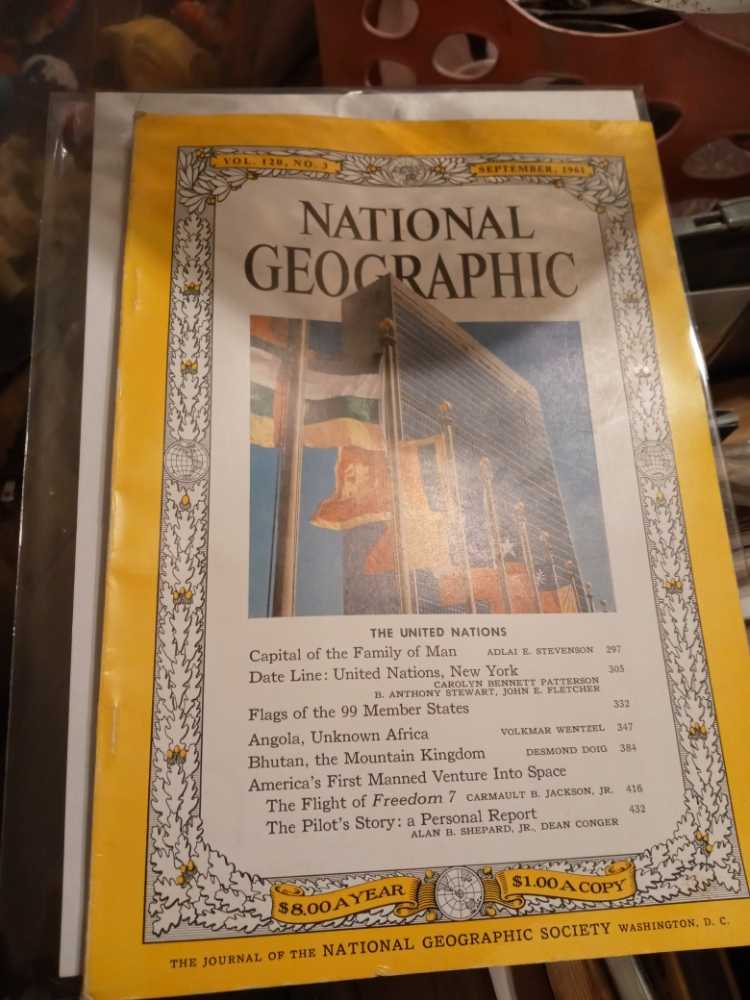 VOL. 120, NO. 3
SEPTEMBER, 1961
NATIONAL
GEOGRAPHIC
THE UNITED NATIONS
Capital of the Family of Man ADLAI E. STEVENSON 297
Date Line: United Nations, New York 305
CAROLYN BENNETT PATTERSON
B. ANTHONY STEWART, JOHN E. FLETCHER
Flags of the 99 Member States 332
Angola, Unknown Africa VOLKMAR WENTZEL 347
Bhutan, the Mountain Kingdom DESMOND DOIG 384
America's First Manned Venture Into Space
The Flight of Freedom 7 CARMAULT B. JACKSON, JR. 416
The Pilot's Story: a Personal Report 432
ALAN B. SHEPARD, JR., DEAN CONGER
$8.00 A YEAR
$1.00 A COPY
THE JOURNAL OF THE NATIONAL GEOGRAPHIC SOCIETY WASHINGTON, D. C.